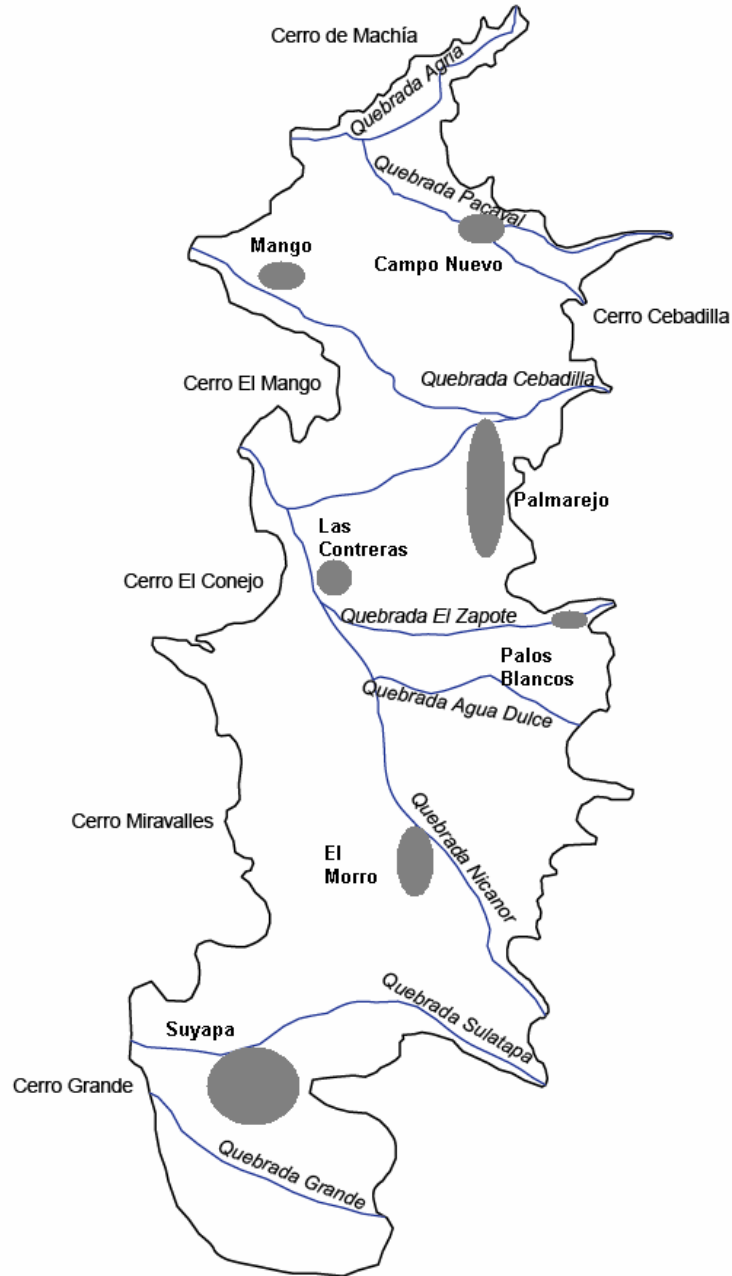 Cerro de Machía
Quebrada Agria
Quebrada Pacayal
Mango
Campo Nuevo
Cerro Cebadilla
Cerro El Mango
Quebrada Cebadilla
Palmarejo
Las
Contreras
Cerro El Conejo
Quebrada El Zapote
Palos
Blancos
Quebrada Agua Dulce
Cerro Miravalles
Quebrada Nicanor
El
Morro
Quebrada Sulatapa
Suyapa
Cerro Grande
Quebrada Grande